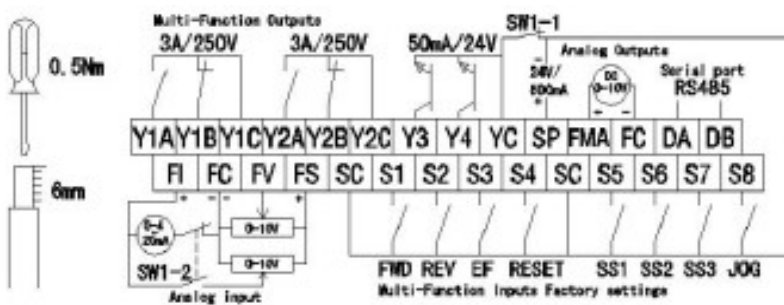 Multi-Function Outputs
SW1-1
3A/250V 3A/250V 50mA/24V
Analog Outputs
0.5Nm
24V/
800mA
0-10V
Serial port
RS485
Y1A Y1B Y1C Y2A Y2B Y2C Y3 Y4 YC SP FMA FC DA DB
FI FC FV FS SC S1 S2 S3 S4 SC S5 S6 S7 S8
6mm
20mA
0-10V
0-10V
SW1-2
FWD REV EF RESET SS1 SS2 SS3 JOG
Analog input
Multi-Function Inputs Factory settings